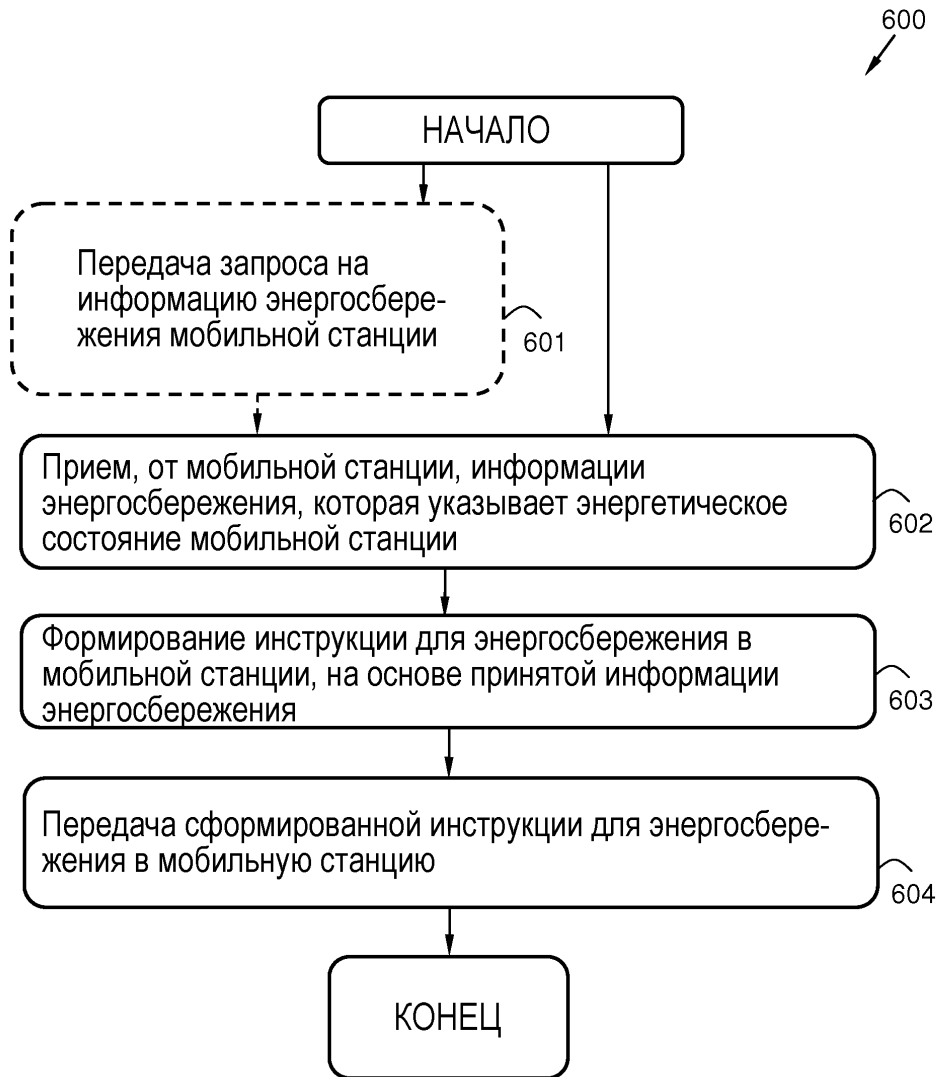 600
НАЧАЛО
Передача запроса на
информацию энергосбереже-
жения мобильной станции
601
Прием, от мобильной станции, информации
энергосбережения, которая указывает энергетическое
состояние мобильной станции
602
Формирование инструкции для энергосбережения в
мобильной станции, на основе принятой информации
энергосбережения
603
Передача сформированной инструкции для энергосбере-
жения в мобильную станцию
604
КОНЕЦ